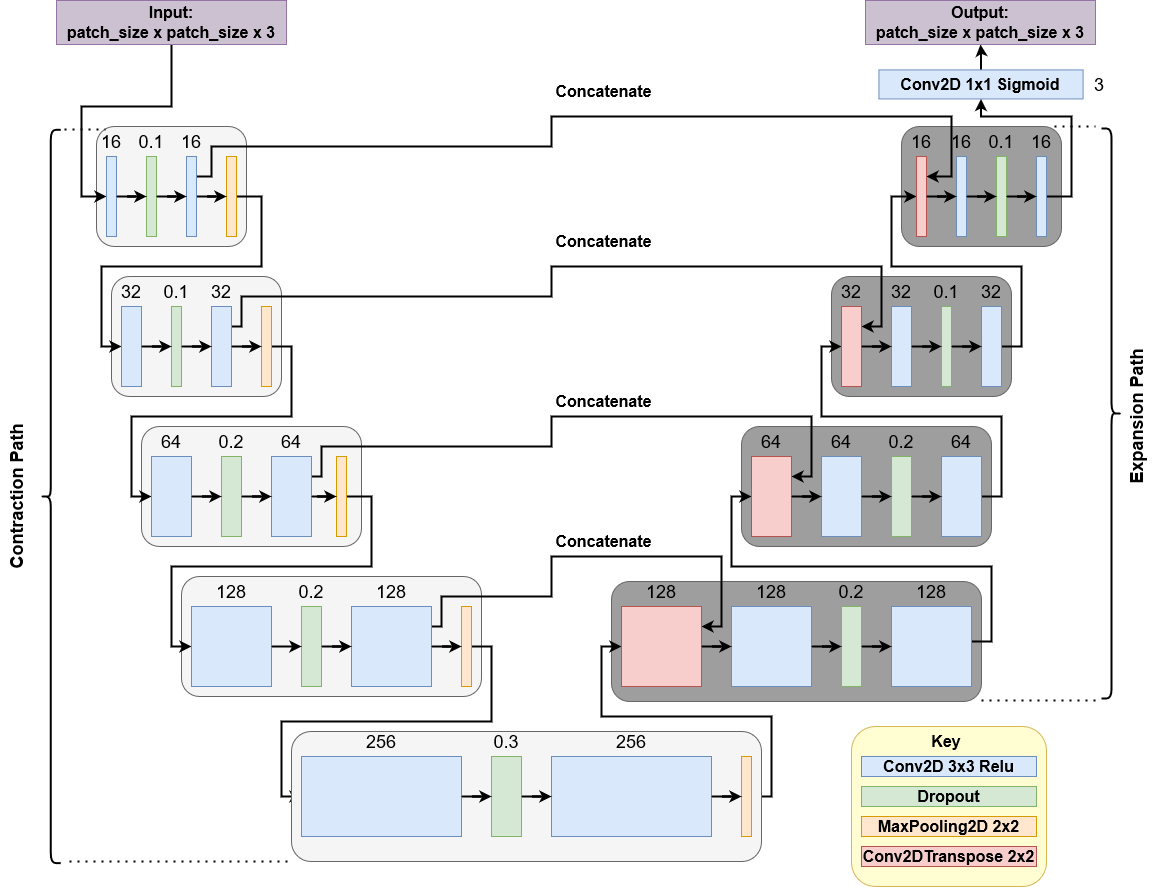 Input:
patch_size x patch_size x 3
Output:
patch_size x patch_size x 3
Conv2D 1x1 Sigmoid
3
Concatenate
16 0.1 16
16 16 0.1 16
Concatenate
32 0.1 32
32 32 0.1 32
Concatenate
64 0.2 64
64 64 0.2 64
Concatenate
128 0.2 128
128 128 0.2 128
256 0.3 256
Contraction Path
Expansion Path
Key
Conv2D 3x3 Relu
Dropout
MaxPooling2D 2x2
Conv2DTranspose 2x2